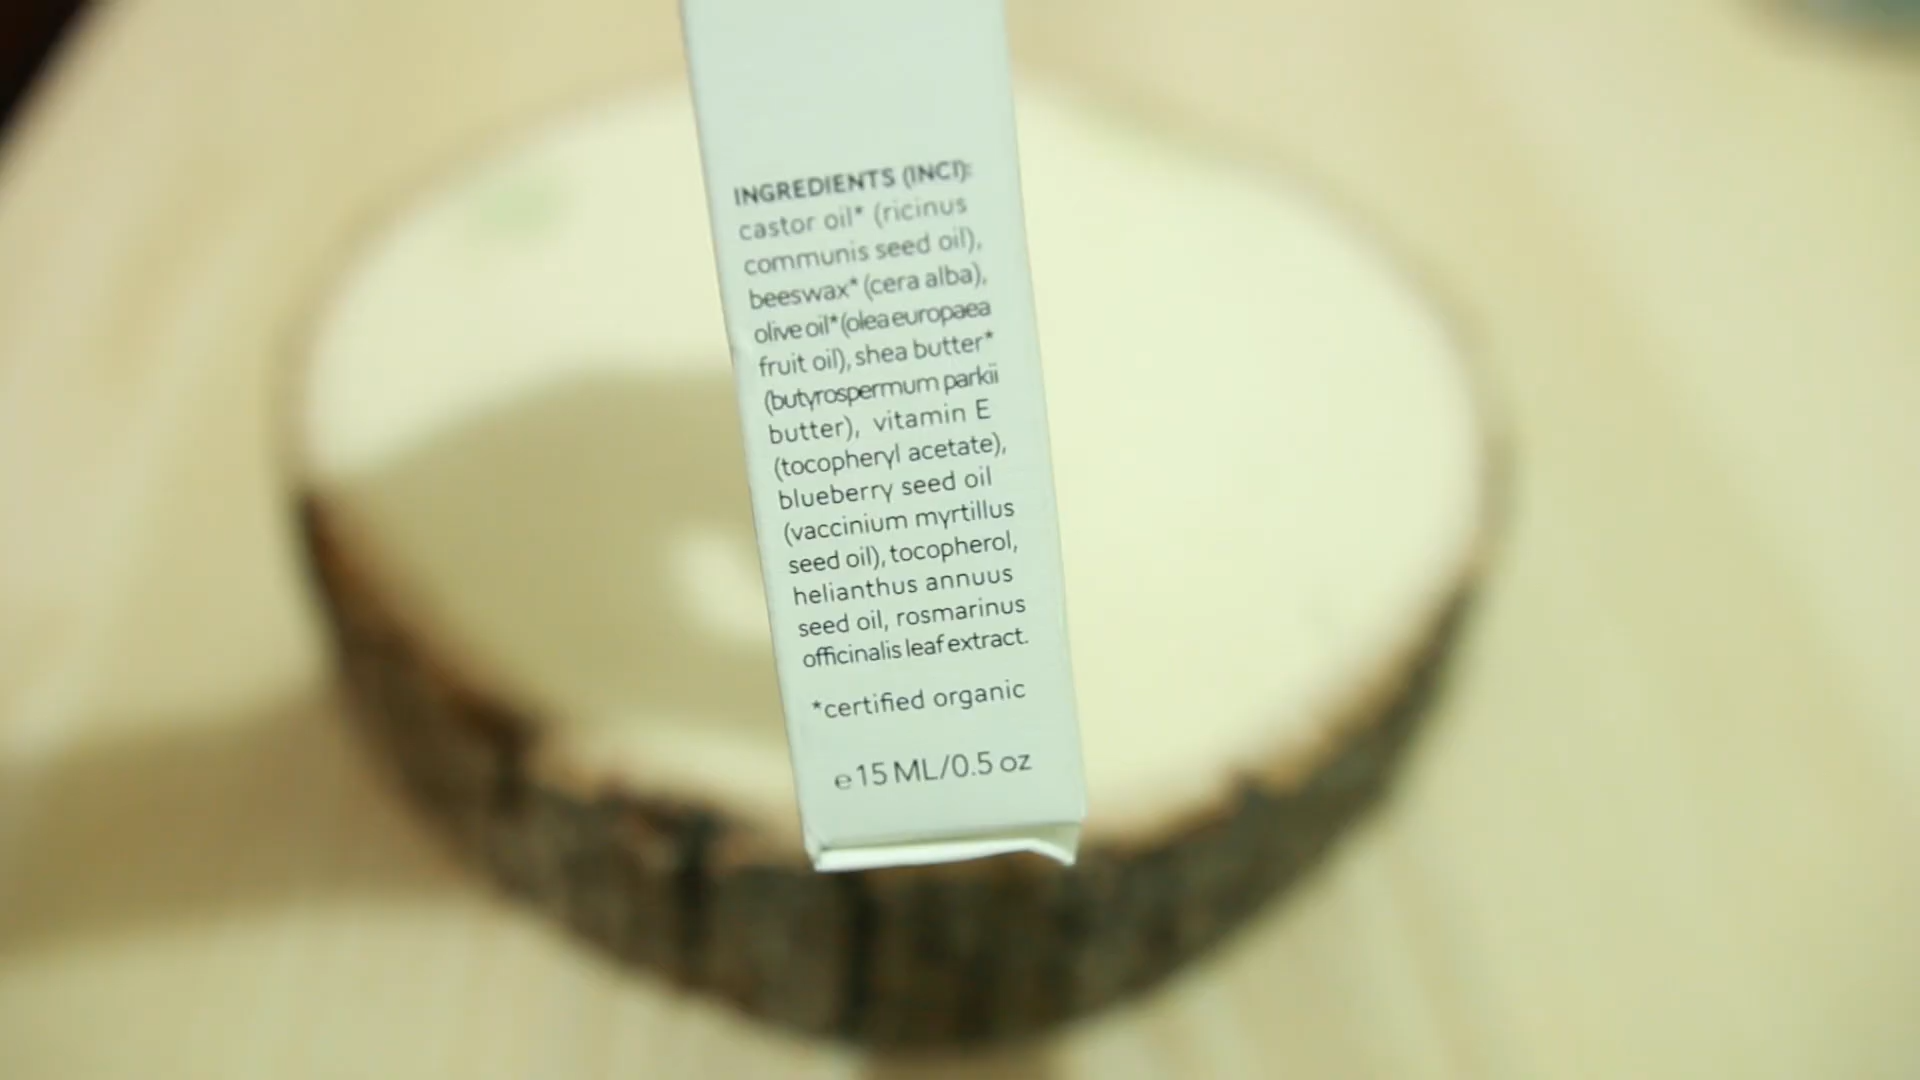 INGREDIENTS (INCI):
castor oil* (ricinus
communis seed oil),
beeswax* (cera alba),
olive oil* (olea europaea
fruit oil), shea butter*
(butyrospermum parkii
butter), vitamin E
(tocopheryl acetate),
blueberry seed oil
(vaccinium myrtillus
seed oil), tocopherol,
helianthus annuus
seed oil, rosmarinus
officinalis leaf extract.
*certified organic
℮ 15 ML/0.5 oz